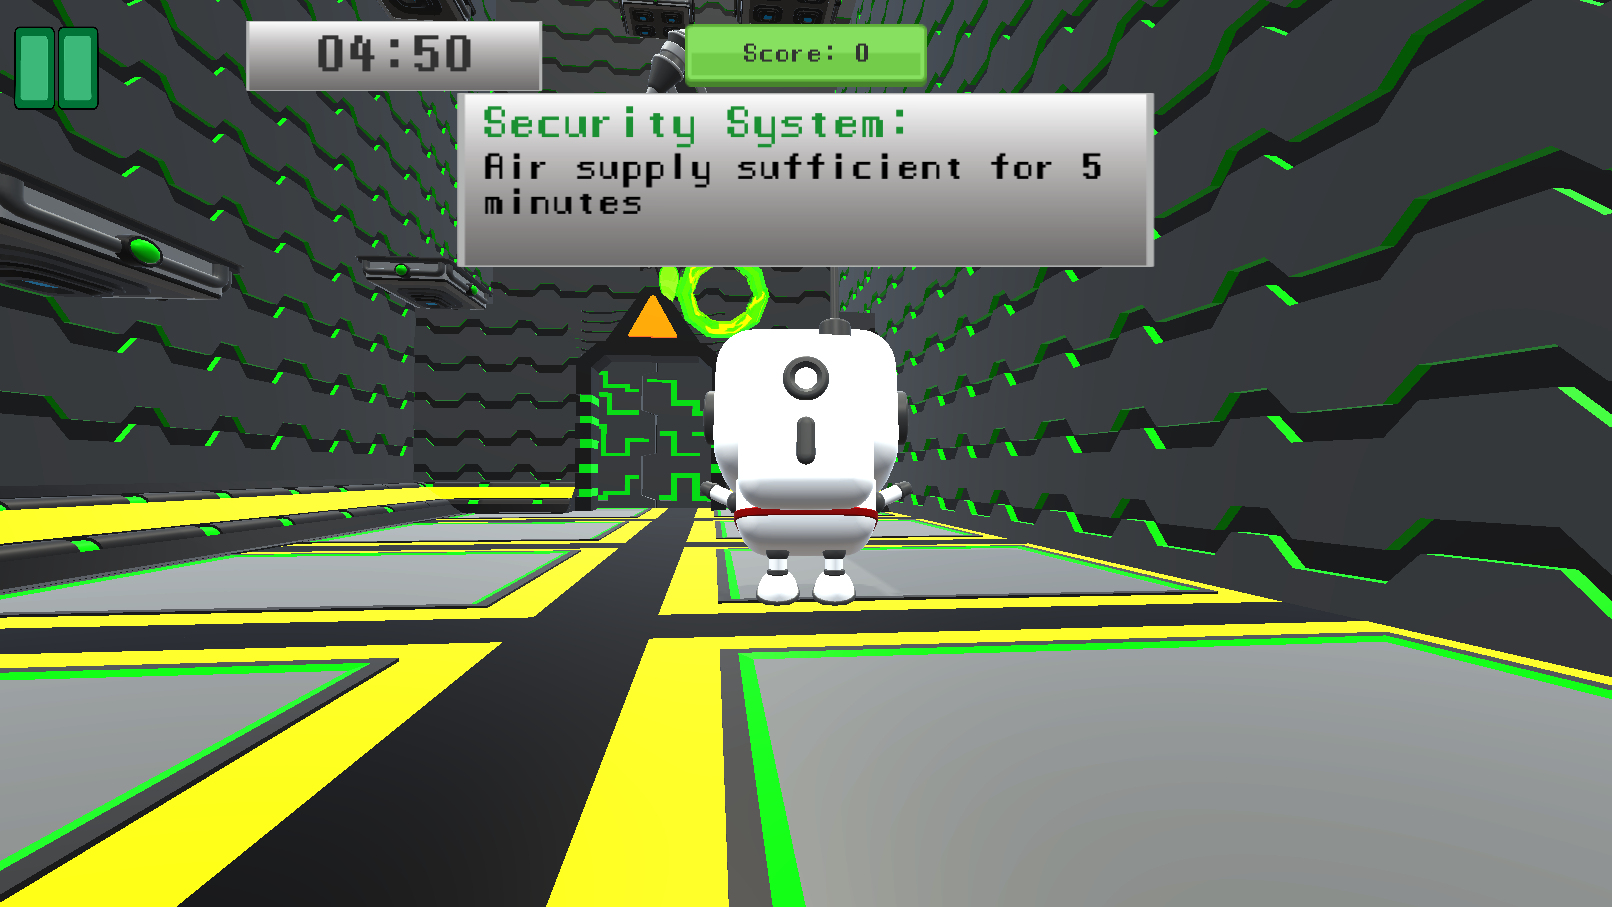 04:50
Score: 0
Security System:
Air supply sufficient for 5
minutes